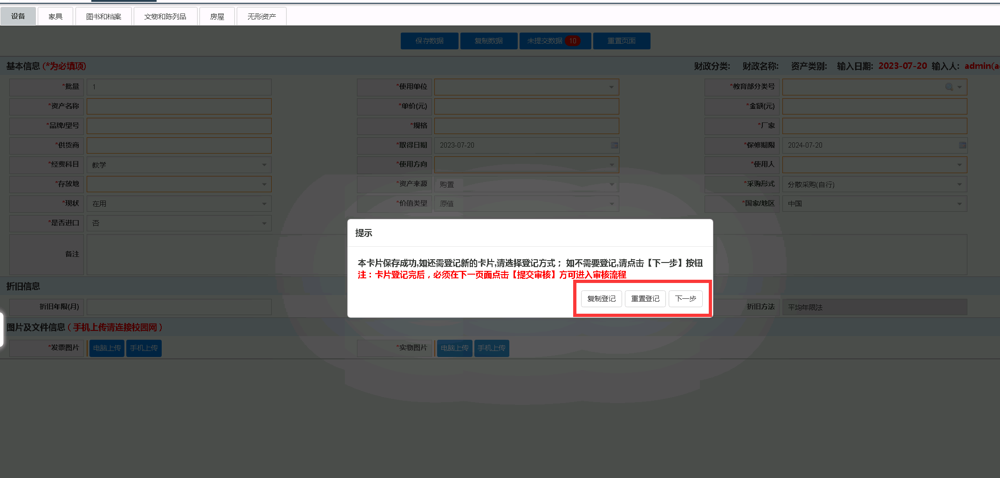 设备 家具 图书和档案 文物和陈列品 房屋 无形资产
保存数据 复制数据 未提交数据 10 重置页面
基本信息 (*为必填项) 财政分类: 财政名称: 资产类别: 输入日期: 2023-07-20 输入人: admin(a
*批量 1 *使用单位 *教育部分类号
*资产名称 *单价(元) *金额(元)
*品牌/型号 *规格 *厂家
*供货商 *取得日期 2023-07-20 *保修期限 2024-07-20
*经费科目 教学 *使用方向 *使用人
*存放地 *资产来源 购置 *采购形式 分散采购(自行)
*现状 在用 *价值类型 原值 *国家/地区 中国
*是否进口 否
备注
提示
本卡片保存成功,如还需登记新的卡片,请选择登记方式； 如不需要登记,请点击【下一步】按钮
注：卡片登记完后，必须在下一页面点击【提交审核】方可进入审核流程
复制登记 重置登记 下一步
折旧信息
折旧年限(月) 折旧方法 平均年限法
图片及文件信息（手机上传请连接校园网）
*发票图片 电脑上传 手机上传 *实物图片 电脑上传 手机上传